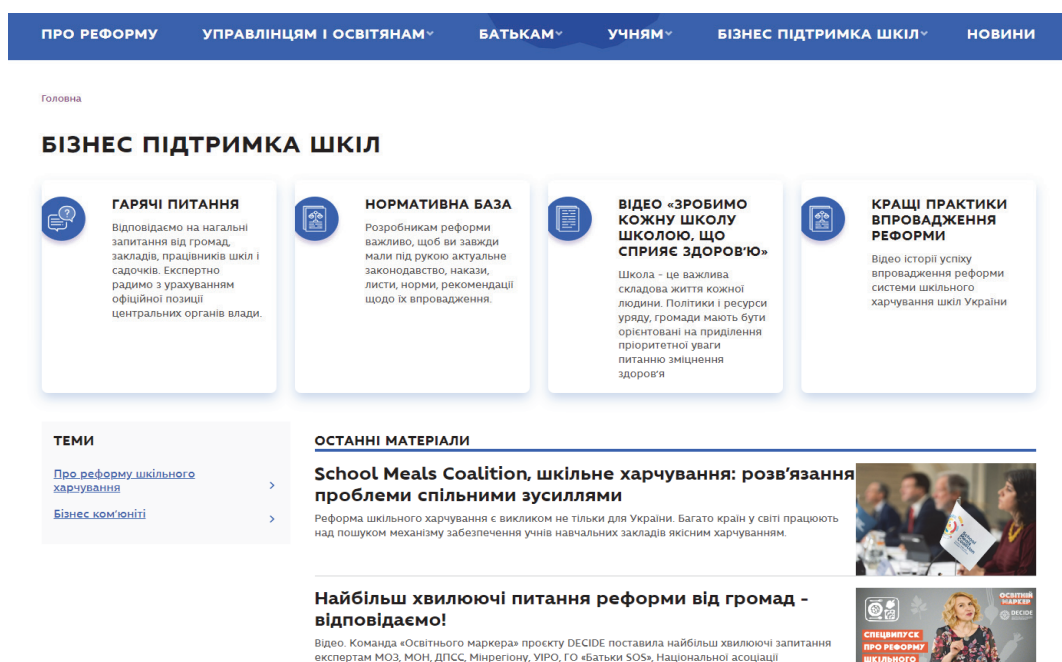 ПРО РЕФОРМУ УПРАВЛІНЦЯМ І ОСВІТЯНАМ БАТЬКАМ УЧНЯМ БІЗНЕС ПІДТРИМКА ШКІЛ НОВИНИ
Головна
БІЗНЕС ПІДТРИМКА ШКІЛ
ГАРЯЧІ ПИТАННЯ
Відповідаємо на нагальні
запитання від громад,
закладів, працівників шкіл і
садочків. Експертно
радимо з урахуванням
офіційної позиції
центральних органів влади.
НОРМАТИВНА БАЗА
Розробникам реформи
важливо, щоб ви завжди
мали під рукою актуальне
законодавство, накази,
листи, норми, рекомендації
щодо їх впровадження.
ВІДЕО «ЗРОБИМО
КОЖНУ ШКОЛУ
ШКОЛОЮ, ЩО
СПРИЯЄ ЗДОРОВ'Ю»
Школа - це важлива
складова життя кожної
людини. Політики і ресурси
уряду, громади мають бути
орієнтовані на приділення
пріоритетної уваги
питанню зміцнення
здоров'я
КРАЩІ ПРАКТИКИ
ВПРОВАДЖЕННЯ
РЕФОРМИ
Відео історії успіху
впровадження реформи
системи шкільного
харчування шкіл України
ТЕМИ
Про реформу шкільного
харчування
Бізнес ком'юніті
ОСТАННІ МАТЕРІАЛИ
School Meals Coalition, шкільне харчування: розв'язання
проблеми спільними зусиллями
Реформа шкільного харчування є викликом не тільки для України. Багато країн у світі працюють
над пошуком механізму забезпечення учнів навчальних закладів якісним харчуванням.
School
Meals
Coalition
Найбільш хвилюючі питання реформи від громад -
відповідаємо!
Відео. Команда «Освітнього маркера» проєкту DECIDE поставила найбільш хвилюючі запитання
експертам МОЗ, МОН, ДПСС, Мінрегіону, УІРО, ГО «Батьки SOS», Національної асоціації
ОСВІТНІЙ
МАРКЕР
DECIDE
СПЕЦВИПУСК
ПРО РЕФОРМУ
ШКІЛЬНОГО